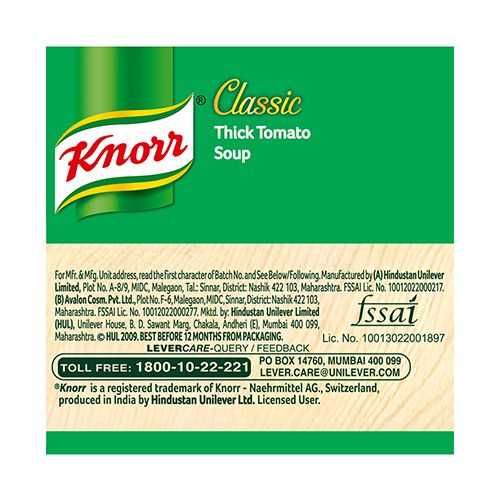 Knorr ® Classic
Thick Tomato
Soup
For Mfr. & Mfg. Unit address, read the first character of Batch No. and See Below/Following. Manufactured by (A) Hindustan Unilever
Limited, Plot No. A-8/9, MIDC, Malegaon, Tal.: Sinnar, District: Nashik 422 103, Maharashtra. FSSAI Lic. No. 10012022000217.
(B) Avalon Cosm. Pvt. Ltd., Plot No. F-6, Malegaon, MIDC, Sinnar, District: Nashik 422 103,
Maharashtra. FSSAI Lic. No. 10012022000277. Mktd. by: Hindustan Unilever Limited
(HUL), Unilever House, B. D. Sawant Marg, Chakala, Andheri (E), Mumbai 400 099,
Maharashtra. © HUL 2009. BEST BEFORE 12 MONTHS FROM PACKAGING.
fssai
Lic. No. 10013022001897
LEVERCARE-QUERY / FEEDBACK
TOLL FREE: 1800-10-22-221
PO BOX 14760, MUMBAI 400 099
LEVER.CARE@UNILEVER.COM
®Knorr is a registered trademark of Knorr - Naehrmittel AG., Switzerland,
produced in India by Hindustan Unilever Ltd. Licensed User.